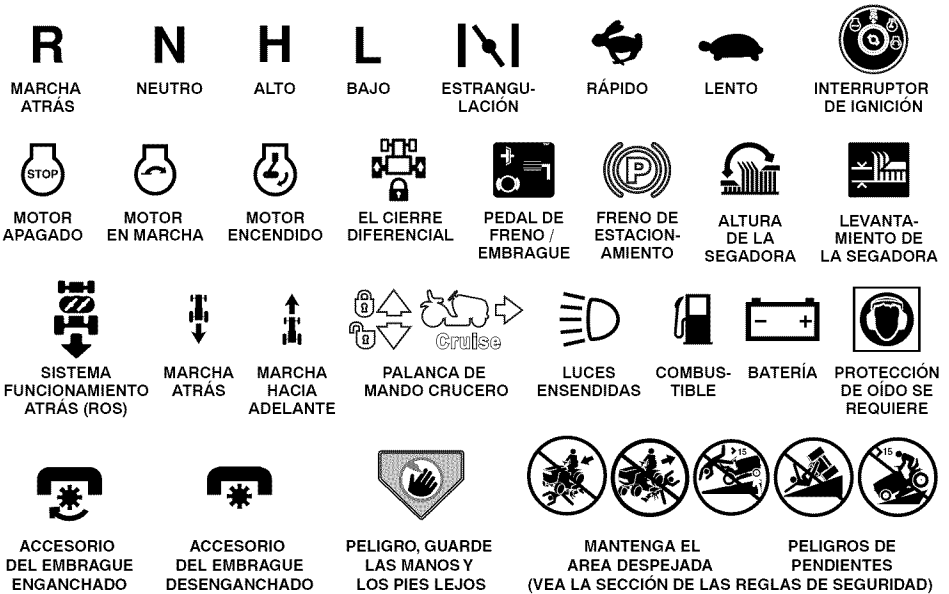 R N H L
MARCHA ATRÁS
NEUTRO
ALTO
BAJO
ESTRANGU-
LACIÓN
RÁPIDO
LENTO
INTERRUPTOR
DE IGNICIÓN
STOP
MOTOR
APAGADO
MOTOR
EN MARCHA
MOTOR
ENCENDIDO
EL CIERRE
DIFERENCIAL
PEDAL DE
FRENO /
EMBRAGUE
P
FRENO DE
ESTACION-
AMIENTO
ALTURA
DE LA
SEGADORA
LEVANTA-
MIENTO DE
LA SEGADORA
SISTEMA
FUNCIONAMIENTO
ATRÁS (ROS)
MARCHA
ATRÁS
MARCHA
HACIA
ADELANTE
Cruise
PALANCA DE
MANDO CRUCERO
LUCES
ENSENDIDAS
COMBUS-
TIBLE
- +
BATERÍA
PROTECCIÓN
DE OÍDO SE
REQUIERE
ACCESORIO
DEL EMBRAGUE
ENGANCHADO
ACCESORIO
DEL EMBRAGUE
DESENGANCHADO
PELIGRO, GUARDE
LAS MANOS Y
LOS PIES LEJOS
15
15
MANTENGA EL
AREA DESPEJADA
PELIGROS DE
PENDIENTES
(VEA LA SECCIÓN DE LAS REGLAS DE SEGURIDAD)